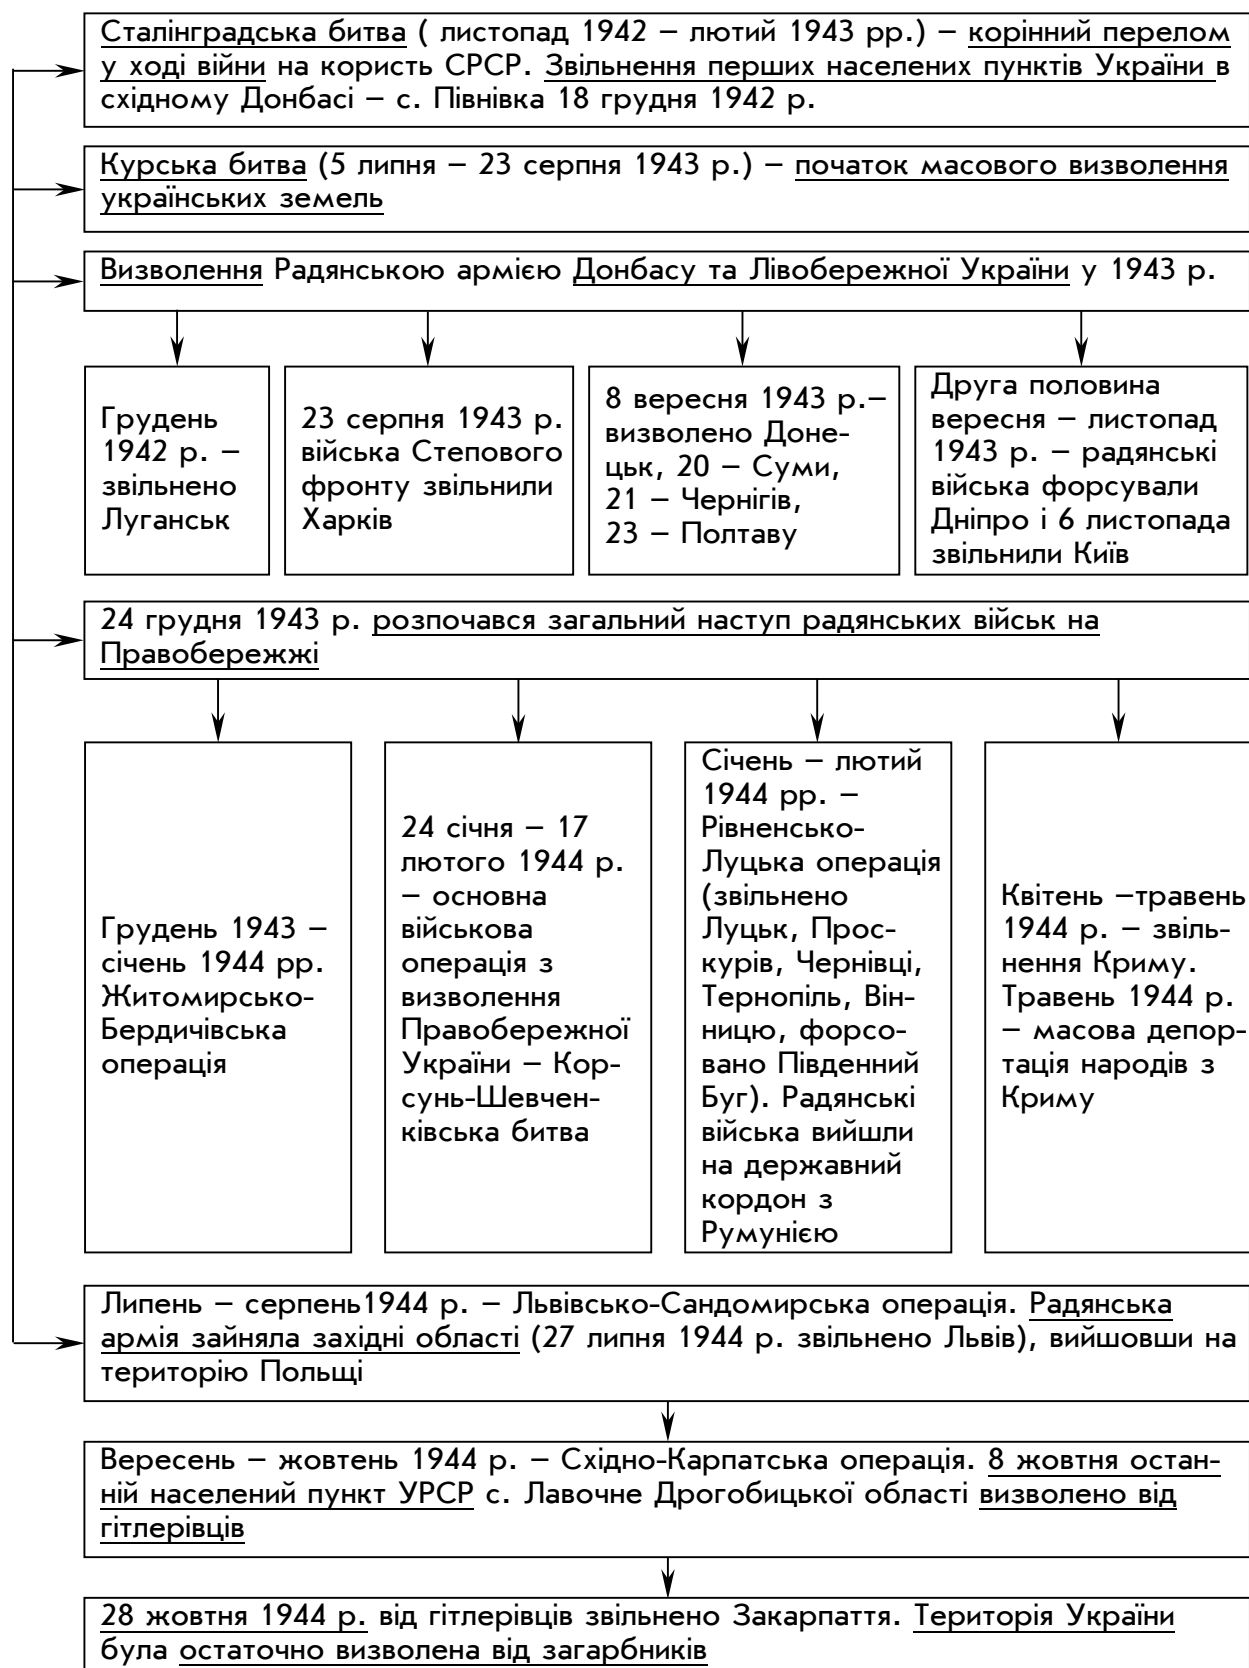 Сталінградська битва ( листопад 1942 – лютий 1943 рр.) – корінний перелом
у ході війни на користь СРСР. Звільнення перших населених пунктів України в
східному Донбасі – с. Півнівка 18 грудня 1942 р.
Курська битва (5 липня – 23 серпня 1943 р.) – початок масового визволення
українських земель
Визволення Радянською армією Донбасу та Лівобережної України у 1943 р.
Грудень
1942 р. –
звільнено
Луганськ
23 серпня 1943 р.
війська Степового
фронту звільнили
Харків
8 вересня 1943 р.–
визволено Доне-
цьк, 20 – Суми,
21 – Чернігів,
23 – Полтаву
Друга половина
вересня – листопад
1943 р. – радянські
війська форсували
Дніпро і 6 листопада
звільнили Київ
24 грудня 1943 р. розпочався загальний наступ радянських військ на
Правобережжі
Грудень 1943 –
січень 1944 рр.
Житомирсько-
Бердичівська
операція
24 січня – 17
лютого 1944 р.
– основна
військова
операція з
визволення
Правобережної
України – Кор-
сунь-Шевчен-
ківська битва
Січень – лютий
1944 рр. –
Рівненсько-
Луцька операція
(звільнено
Луцьк, Прос-
курів, Чернівці,
Тернопіль, Він-
ницю, форсо-
вано Південний
Буг). Радянські
війська вийшли
на державний
кордон з
Румунією
Квітень –травень
1944 р. – звіль-
нення Криму.
Травень 1944 р.
– масова депор-
тація народів з
Криму
Липень – серпень1944 р. – Львівсько-Сандомирська операція. Радянська
армія зайняла західні області (27 липня 1944 р. звільнено Львів), вийшовши на
територію Польщі
Вересень – жовтень 1944 р. – Східно-Карпатська операція. 8 жовтня остан-
ній населений пункт УРСР с. Лавочне Дрогобицької області визволено від
гітлерівців
28 жовтня 1944 р. від гітлерівців звільнено Закарпаття. Територія України
була остаточно визволена від загарбників